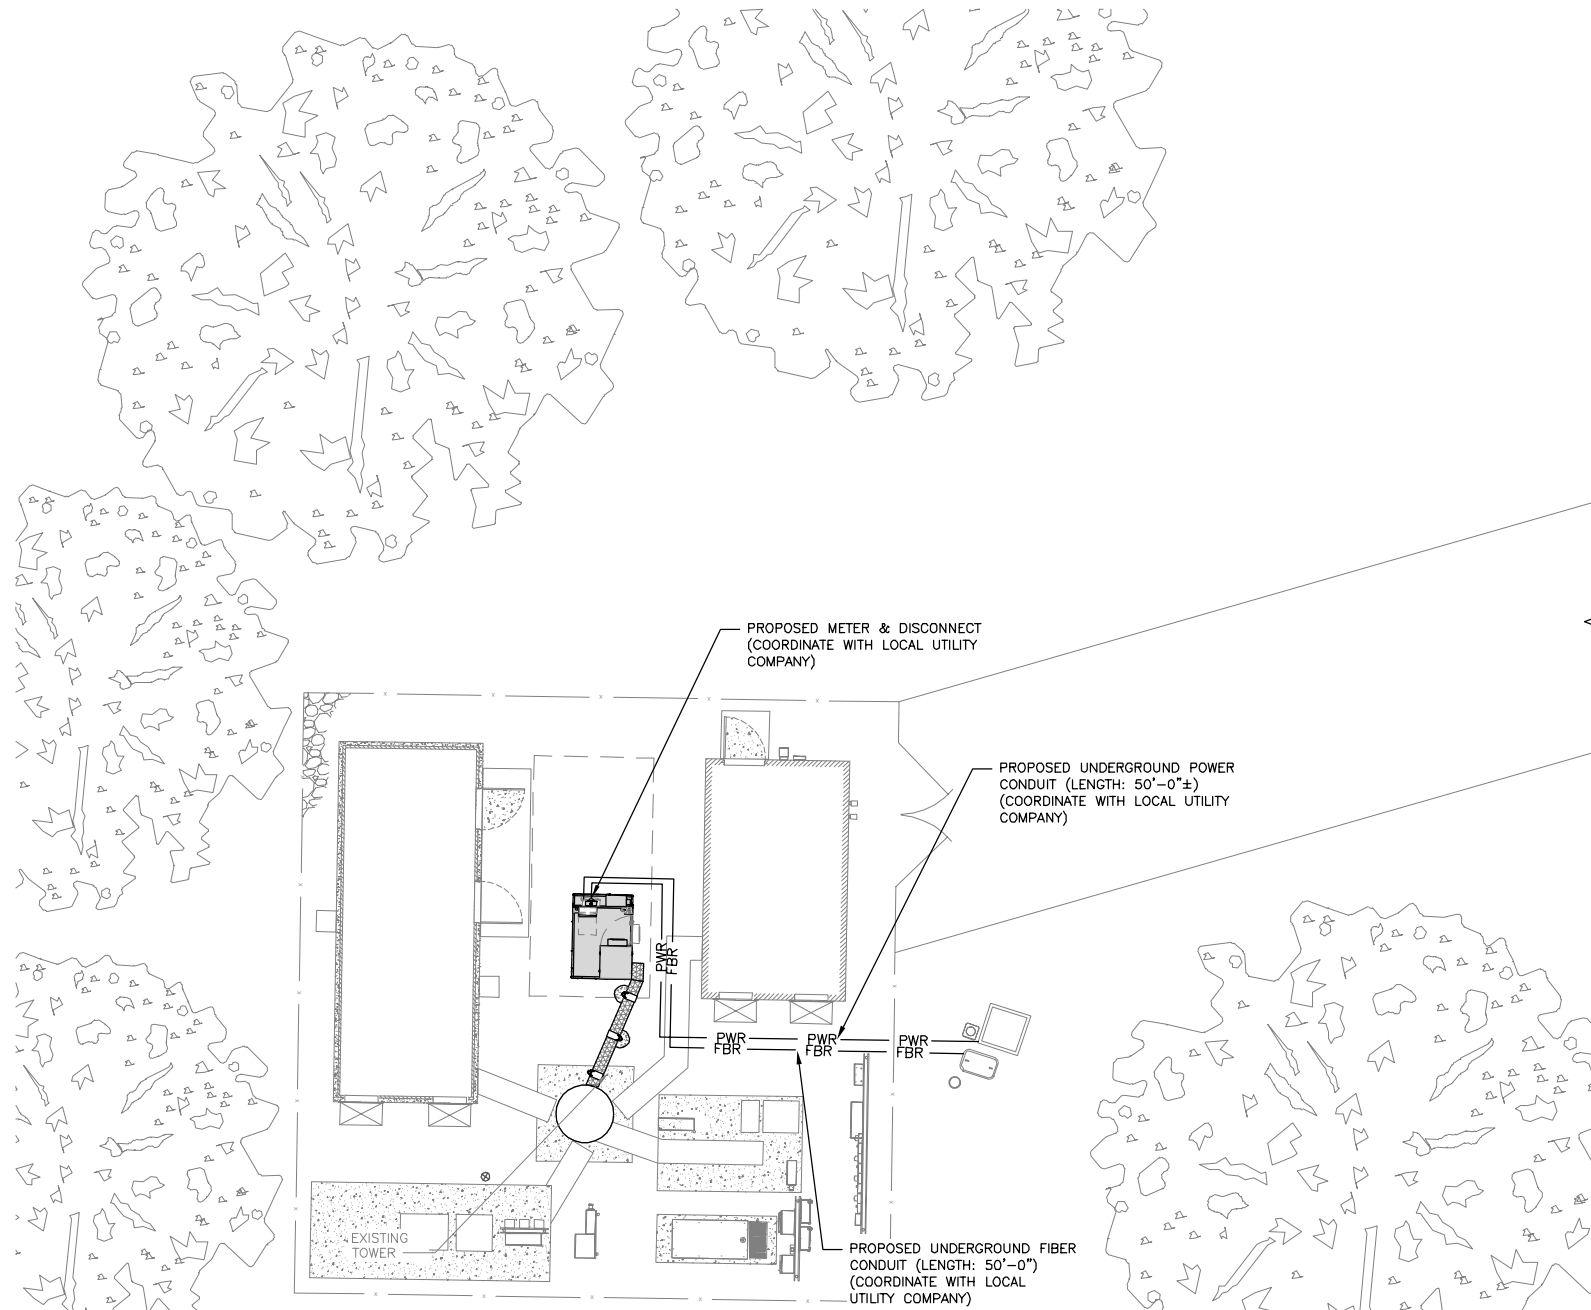 PROPOSED METER & DISCONNECT
(COORDINATE WITH LOCAL UTILITY
COMPANY)
PROPOSED UNDERGROUND POWER
CONDUIT (LENGTH: 50'-0"±)
(COORDINATE WITH LOCAL UTILITY
COMPANY)
PWR
FBR
PWR
FBR
PWR
FBR
PWR
FBR
EXISTING
TOWER
PROPOSED UNDERGROUND FIBER
CONDUIT (LENGTH: 50'-0")
(COORDINATE WITH LOCAL
UTILITY COMPANY)